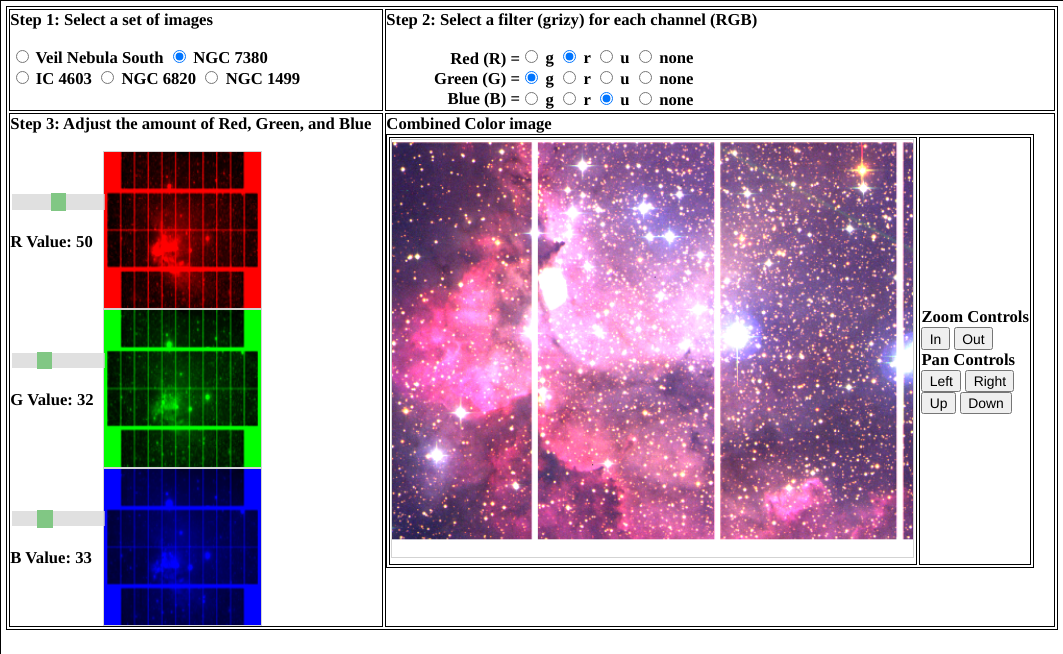 Step 1: Select a set of images
Veil Nebula South NGC 7380
IC 4603 NGC 6820 NGC 1499
Step 2: Select a filter (grizy) for each channel (RGB)
Red (R) = g r u none
Green (G) = g r u none
Blue (B) = g r u none
Step 3: Adjust the amount of Red, Green, and Blue
R Value: 50
G Value: 32
B Value: 33
Combined Color image
Zoom Controls
In Out
Pan Controls
Left Right
Up Down